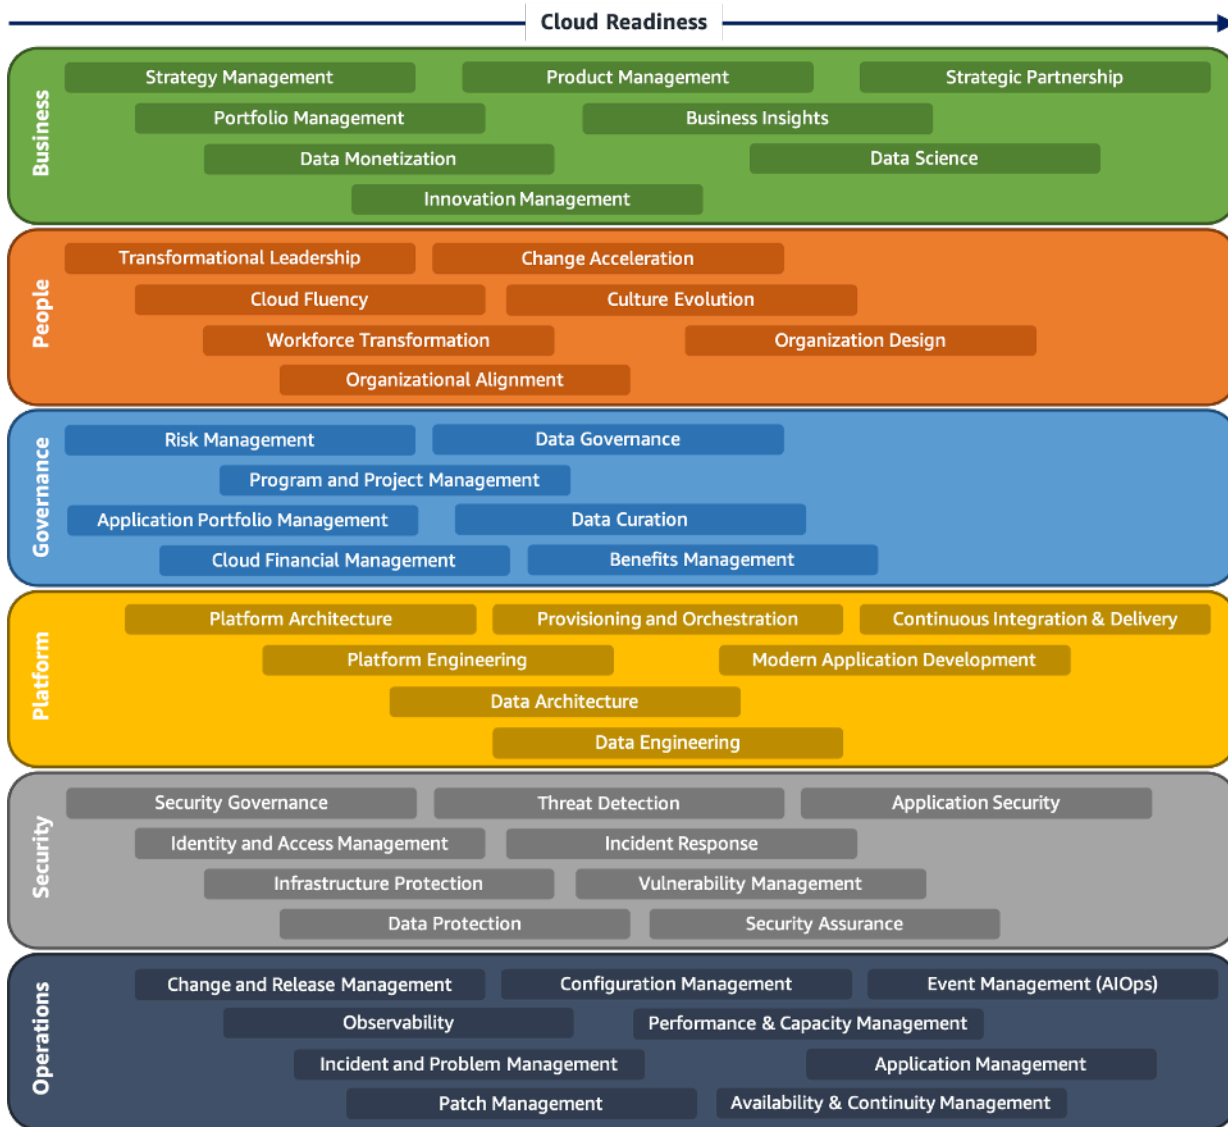 Cloud Readiness
Business
Strategy Management
Product Management
Strategic Partnership
Portfolio Management
Business Insights
Data Monetization
Data Science
Innovation Management
People
Transformational Leadership
Change Acceleration
Cloud Fluency
Culture Evolution
Workforce Transformation
Organization Design
Organizational Alignment
Governance
Risk Management
Data Governance
Program and Project Management
Application Portfolio Management
Data Curation
Cloud Financial Management
Benefits Management
Platform
Platform Architecture
Provisioning and Orchestration
Continuous Integration & Delivery
Platform Engineering
Modern Application Development
Data Architecture
Data Engineering
Security
Security Governance
Threat Detection
Application Security
Identity and Access Management
Incident Response
Infrastructure Protection
Vulnerability Management
Data Protection
Security Assurance
Operations
Change and Release Management
Configuration Management
Event Management (AIOps)
Observability
Performance & Capacity Management
Incident and Problem Management
Application Management
Patch Management
Availability & Continuity Management